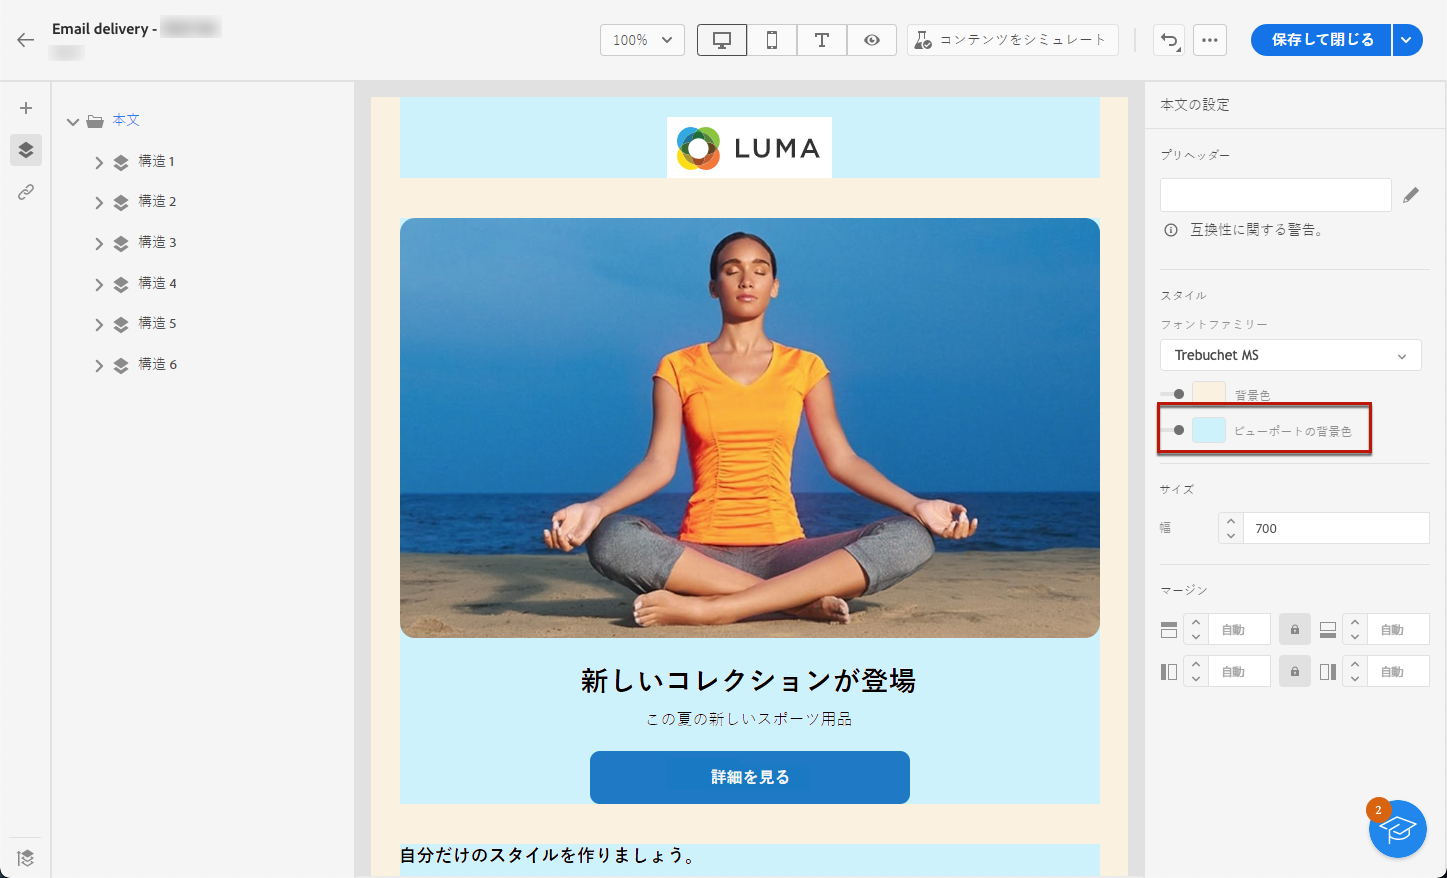 Email delivery -
100%
コンテンツをシミュレート
保存して閉じる
本文
構造 1
構造 2
構造 3
構造 4
構造 5
構造 6
LUMA
新しいコレクションが登場
この夏の新しいスポーツ用品
詳細を見る
自分だけのスタイルを作りましょう。
本文の設定
プリヘッダー
互換性に関する警告。
スタイル
フォントファミリー
Trebuchet MS
背景色
ビューポートの背景色
サイズ
幅
700
マージン
自動
自動
自動
自動
2